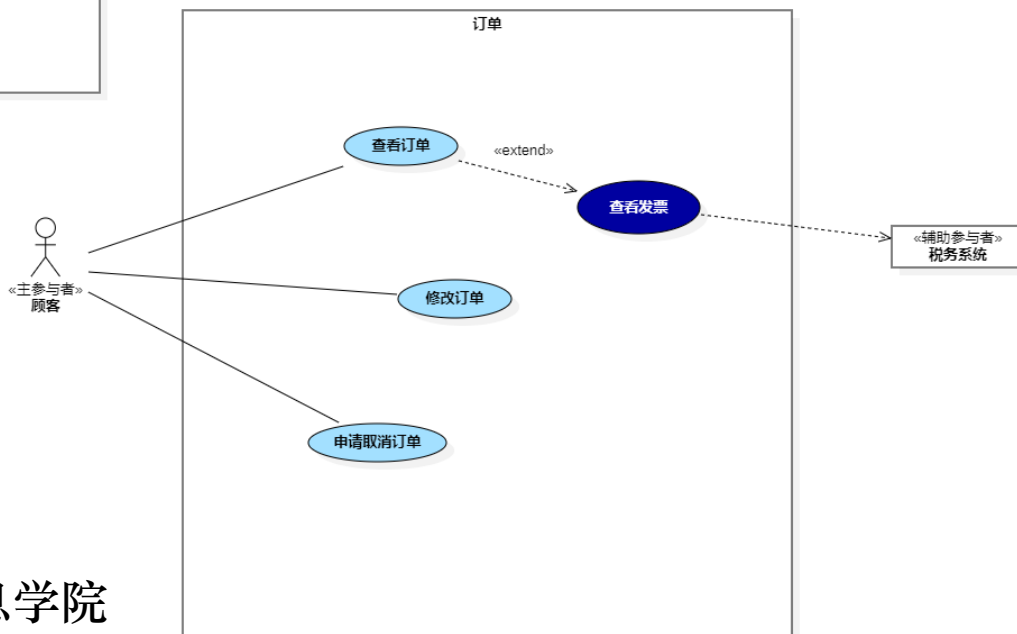 订单
查看订单
«extend»
查看发票
«辅助参与者»
税务系统
«主参与者»
顾客
修改订单
申请取消订单
息学院